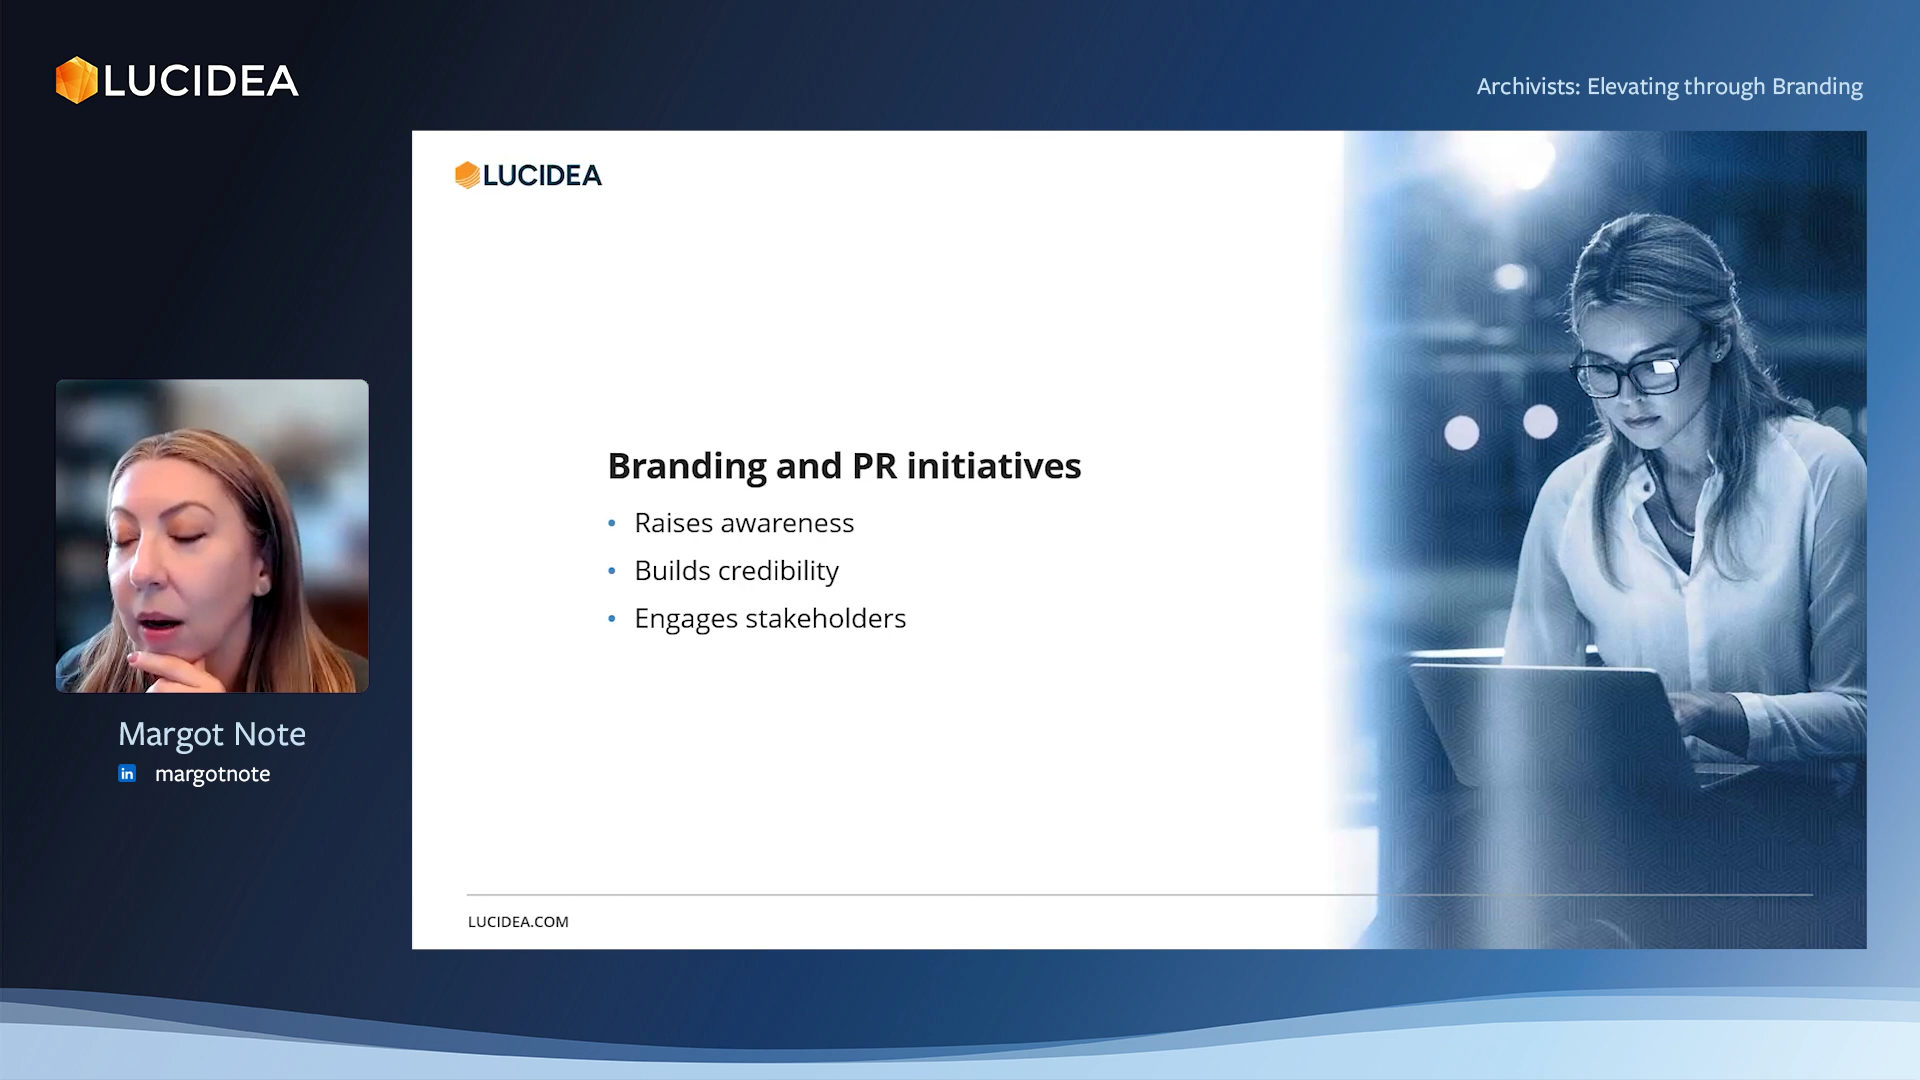 LUCIDEA
Archivists: Elevating through Branding
LUCIDEA
Branding and PR initiatives
• Raises awareness
• Builds credibility
• Engages stakeholders
Margot Note
in margotnote
LUCIDEA.COM